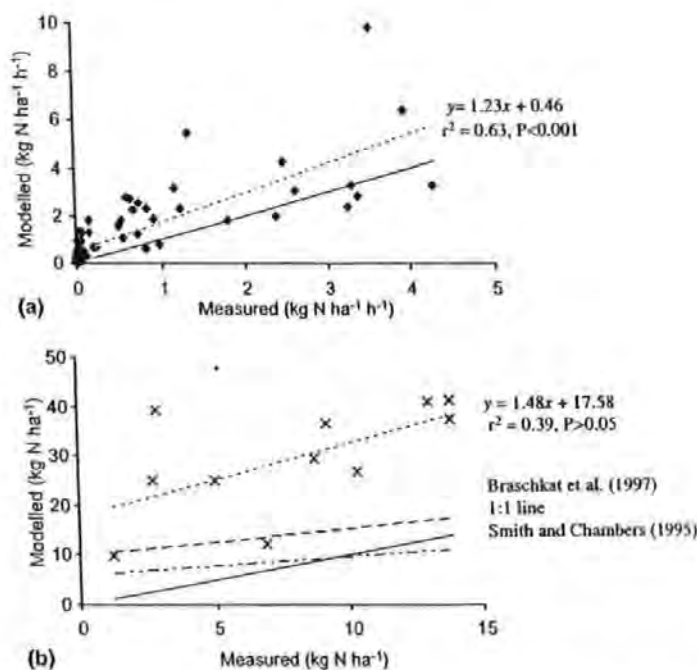 10
8
6
4
2
0
Modelled (kg N ha⁻¹ h⁻¹)
y= 1.23x + 0.46
r² = 0.63, P<0.001
0 1 2 3 4 5
(a) Measured (kg N ha⁻¹ h⁻¹)
50
40
30
20
10
0
Modelled (kg N ha⁻¹)
y = 1.48x + 17.58
r² = 0.39, P>0.05
Braschkat et al. (1997)
1:1 line
Smith and Chambers (1995)
0 5 10 15
(b) Measured (kg N ha⁻¹)